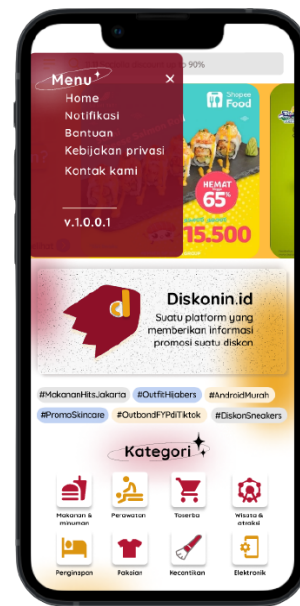 Menu
90%
Home
Notifikasi
Bantuan
Kebijakan privasi
Kontak kami
v.1.0.0.1
Shopee
Food
HEMAT
65%
15.500
Diskonin.id
Suatu platform yang
memberikan informasi
promosi suatu diskon
#MakananHitsJakarta #OutfitHijabers #AndroidMurah
#PromoSkincare #OutbondFYPdiTiktok #DiskonSneakers
Kategori
Makanan &
minuman
Perawatan
Toserba
Wisata &
atraksi
Penginapan
Pakaian
Kecantikan
Elektronik